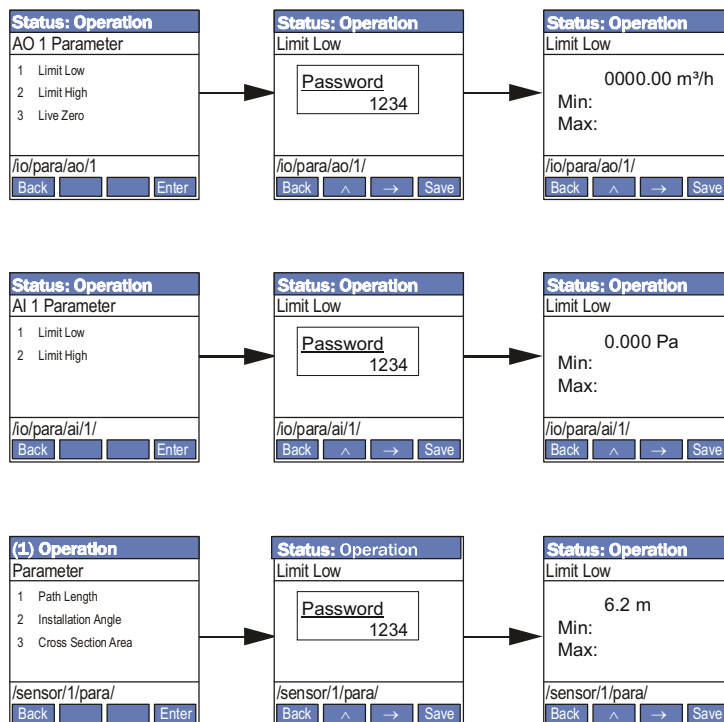 Status: Operation
AO 1 Parameter
1 Limit Low
2 Limit High
3 Live Zero
/io/para/ao/1
Back Enter
Status: Operation
Limit Low
Password
1234
/io/para/ao/1/
Back ^ → Save
Status: Operation
Limit Low
0000.00 m³/h
Min:
Max:
/io/para/ao/1/
Back ^ → Save
Status: Operation
AI 1 Parameter
1 Limit Low
2 Limit High
/io/para/ai/1/
Back Enter
Status: Operation
Limit Low
Password
1234
/io/para/ai/1/
Back ^ → Save
Status: Operation
Limit Low
0.000 Pa
Min:
Max:
/io/para/ai/1/
Back ^ → Save
(1) Operation
Parameter
1 Path Length
2 Installation Angle
3 Cross Section Area
/sensor/1/para/
Back Enter
Status: Operation
Limit Low
Password
1234
/sensor/1/para/
Back ^ → Save
Status: Operation
Limit Low
6.2 m
Min:
Max:
/sensor/1/para/
Back ^ → Save